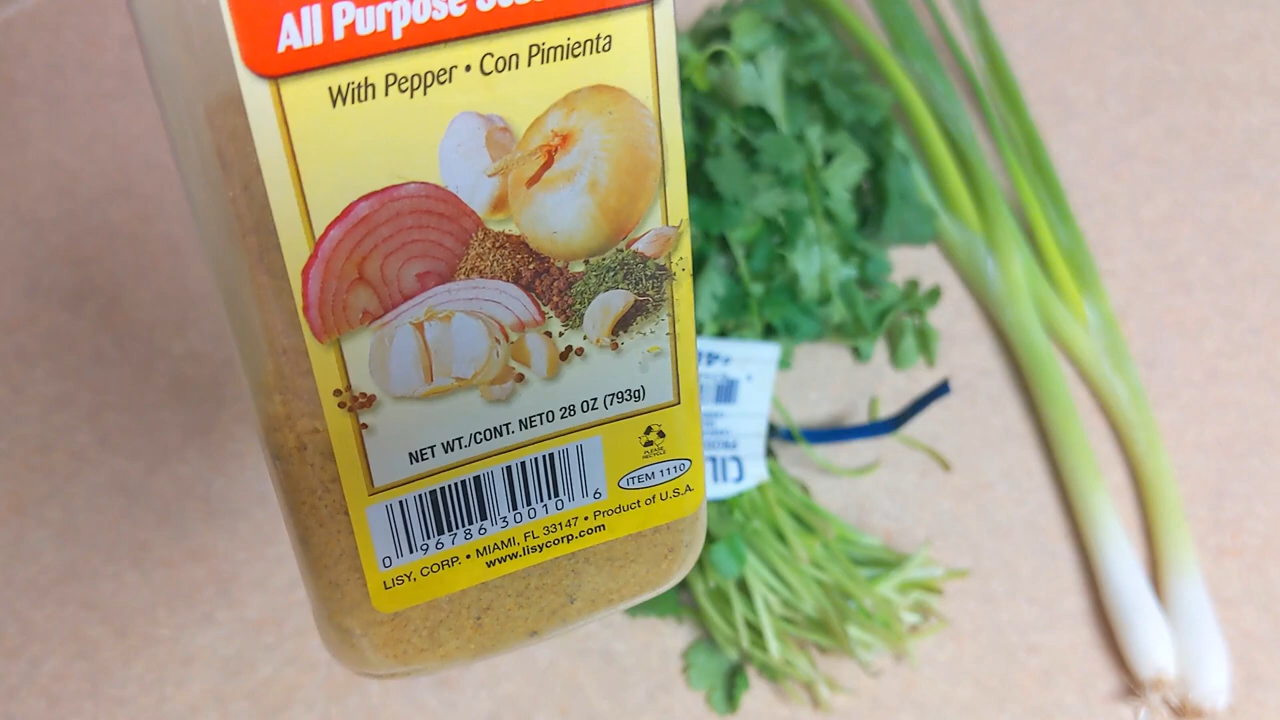 All Purpose
With Pepper • Con Pimienta
NET WT./CONT. NETO 28 OZ (793g)
PLEASE
RECYCLE
ITEM 1110
0 96786 30010 6
LISY, CORP. • MIAMI, FL 33147 • Product of U.S.A.
www.lisycorp.com